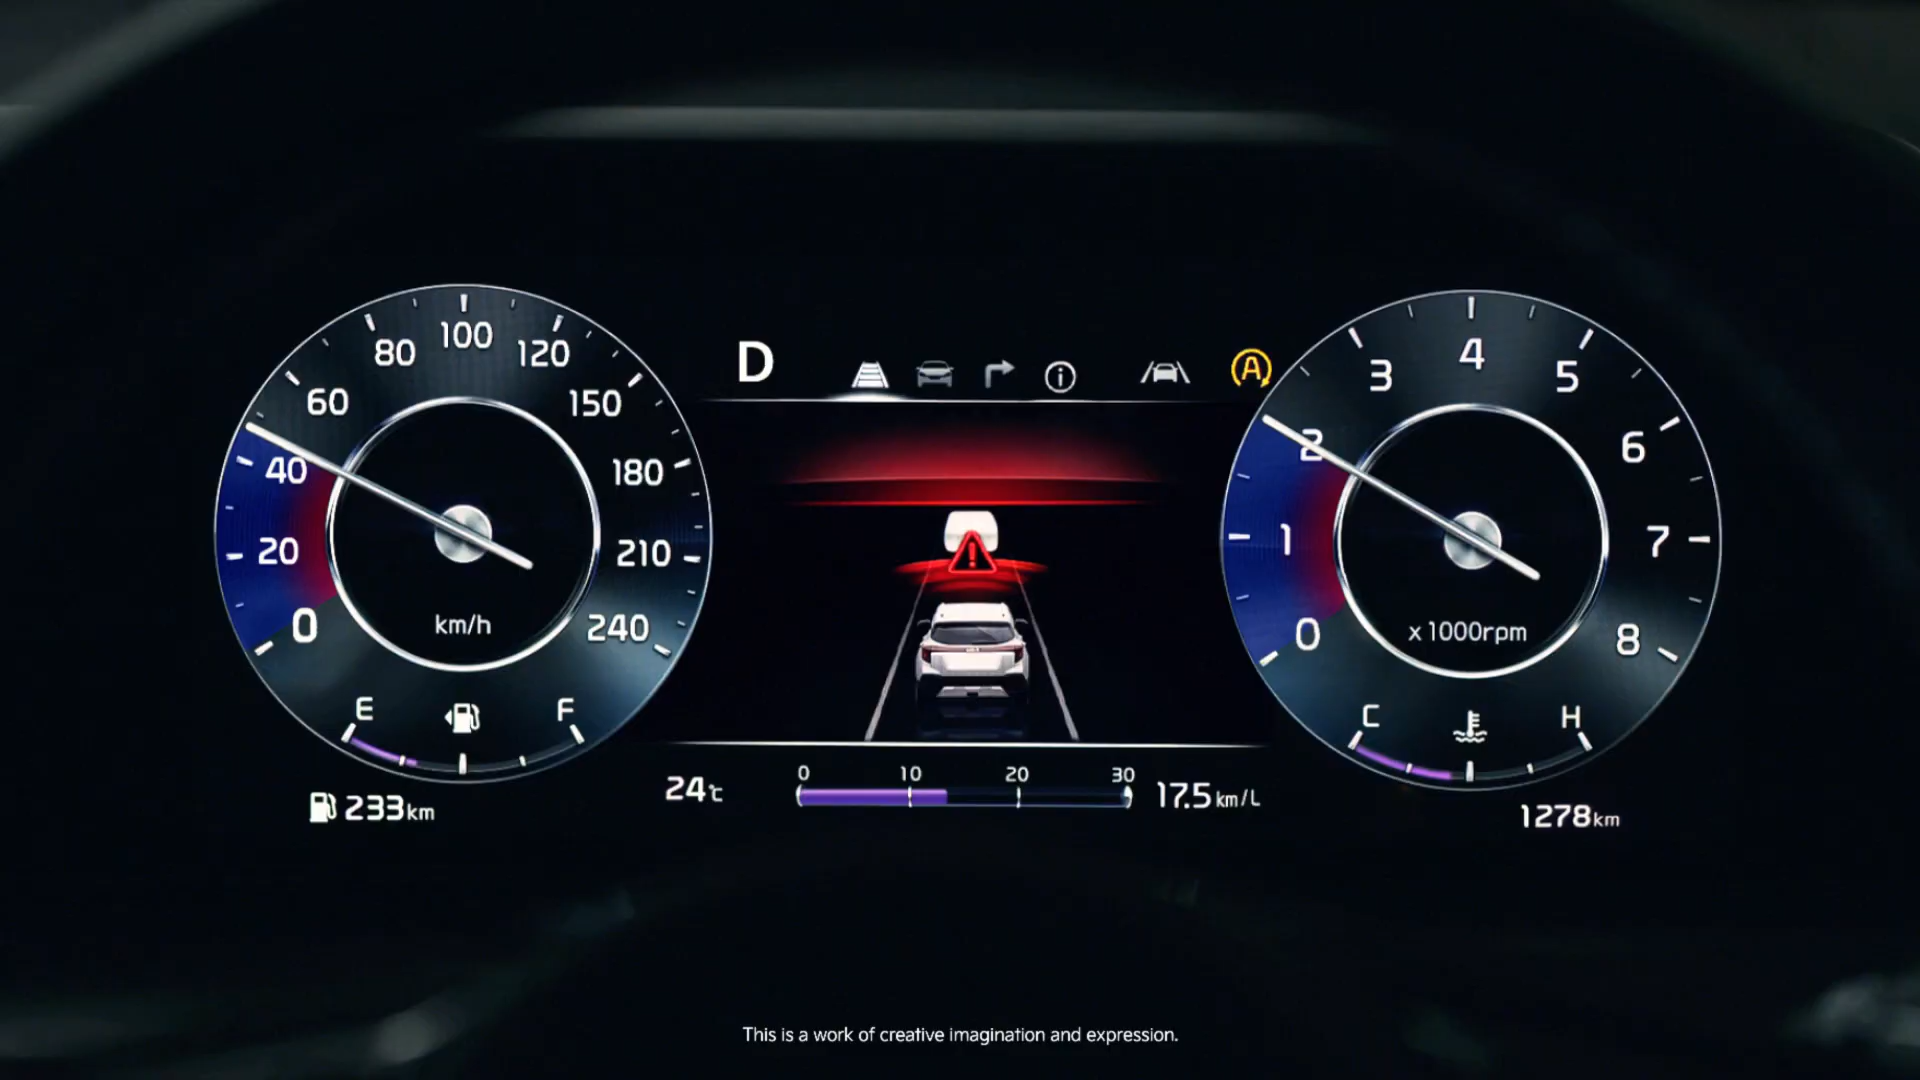 100
80
120
60
150
40
180
20
210
0
240
km/h
E
F
233km
D
A
24℃
0
10
20
30
17.5km/L
4
3
5
2
6
1
7
0
8
x1000rpm
C
H
1278km
This is a work of creative imagination and expression.